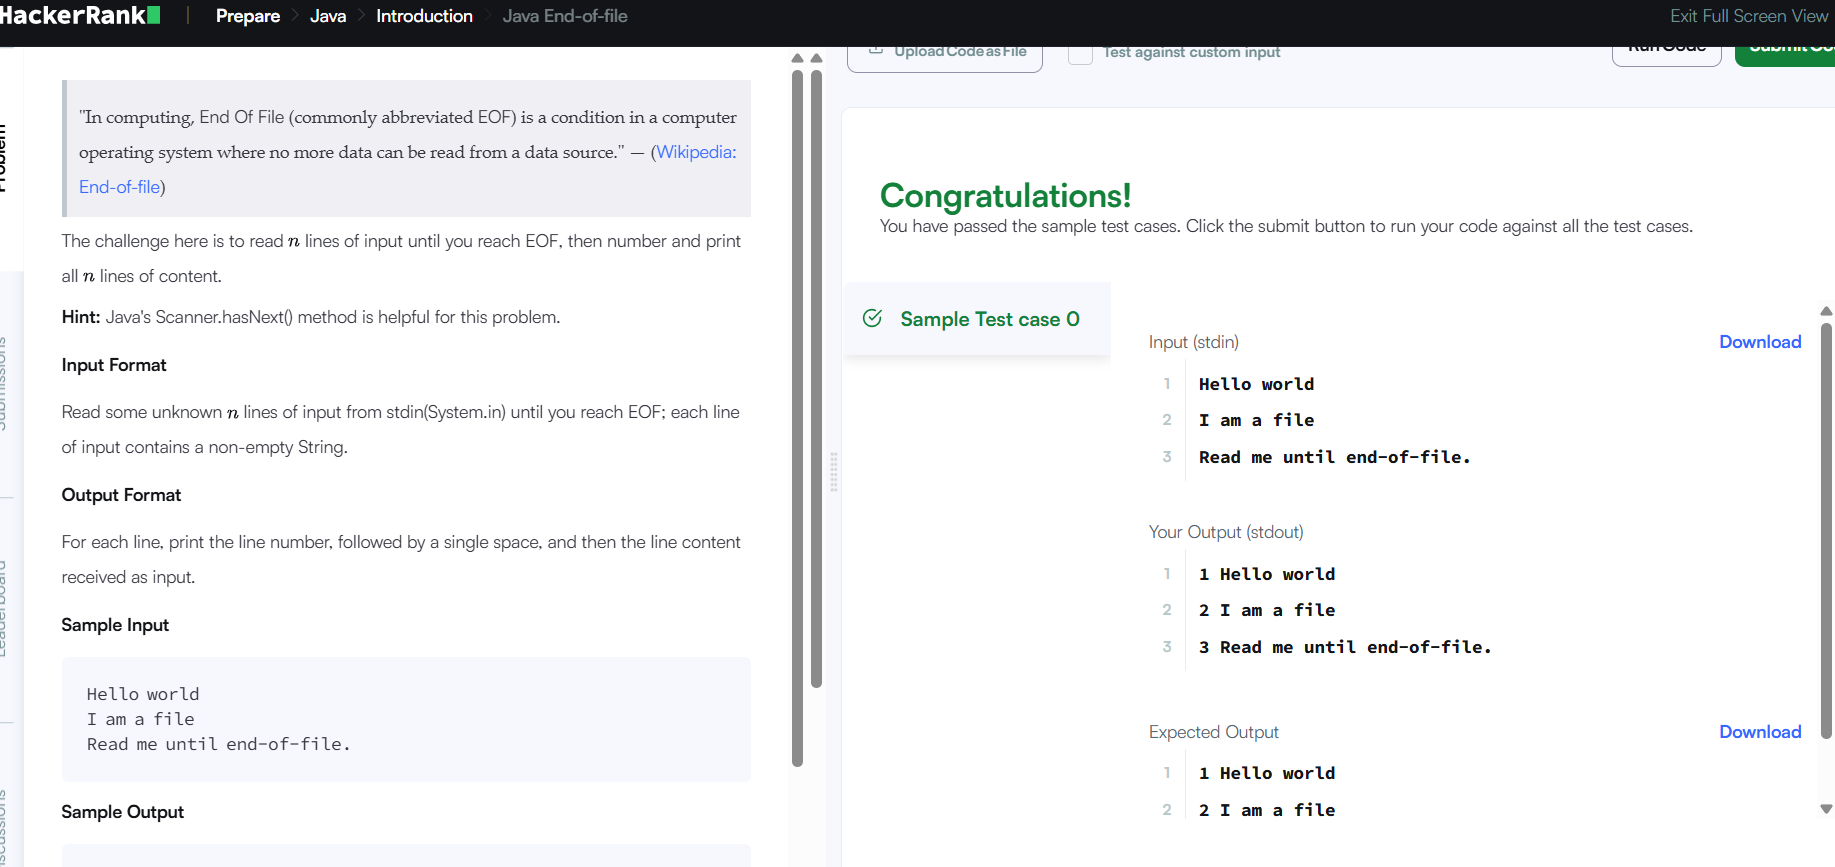 HackerRank
Prepare
Java
Introduction
Java End-of-file
Exit Full Screen View
Problem
Submissions
Leaderboard
"In computing, End Of File (commonly abbreviated EOF) is a condition in a computer
operating system where no more data can be read from a data source." — (Wikipedia:
End-of-file)
The challenge here is to read n lines of input until you reach EOF, then number and print
all n lines of content.
Hint: Java's Scanner.hasNext() method is helpful for this problem.
Input Format
Read some unknown n lines of input from stdin(System.in) until you reach EOF; each line
of input contains a non-empty String.
Output Format
For each line, print the line number, followed by a single space, and then the line content
received as input.
Sample Input
Hello world
I am a file
Read me until end-of-file.
Sample Output
Upload Code as File
Test against custom input
Run Code
Submit Co
Congratulations!
You have passed the sample test cases. Click the submit button to run your code against all the test cases.
Sample Test case 0
Input (stdin)
Download
1 Hello world
2 I am a file
3 Read me until end-of-file.
Your Output (stdout)
1 1 Hello world
2 2 I am a file
3 3 Read me until end-of-file.
Expected Output
Download
1 1 Hello world
2 2 I am a file